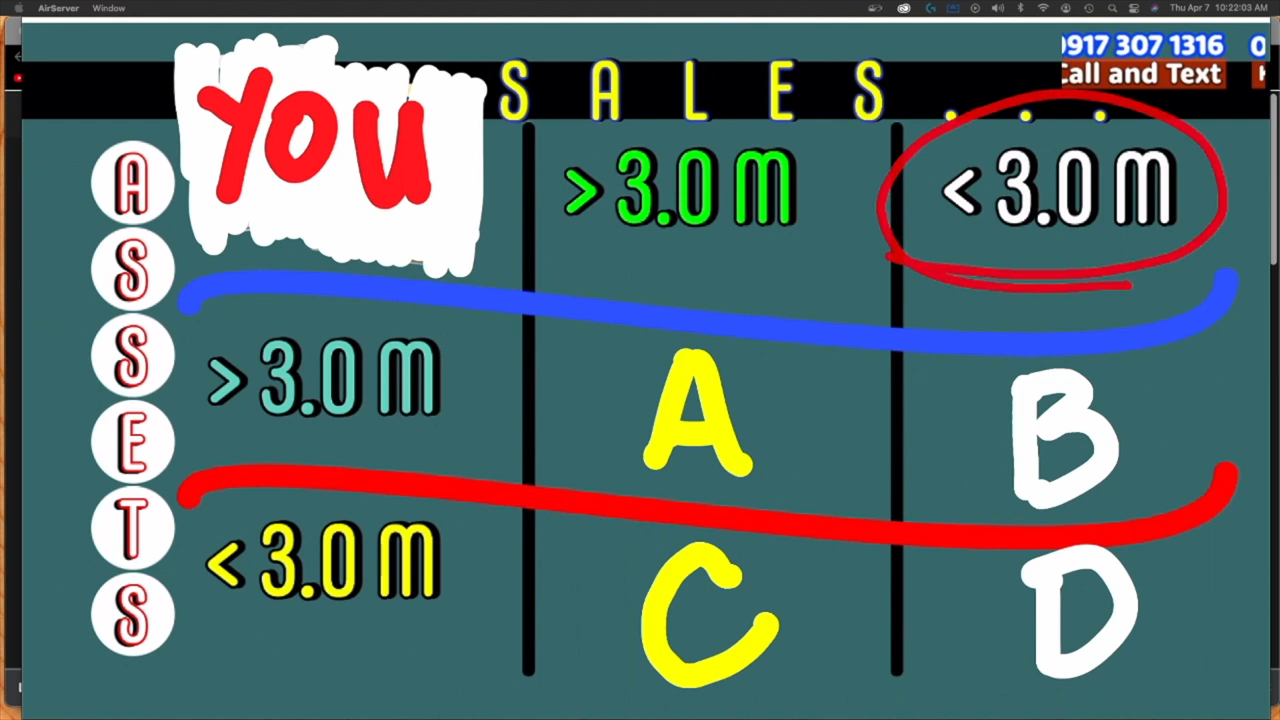 AirServer Window Thu Apr 7 10:22:03 AM
0917 307 1316
Call and Text
YOU
S A L E S . . .
A S S E T S
> 3.0 M
< 3.0 M
> 3.0 M
A
B
< 3.0 M
C
D